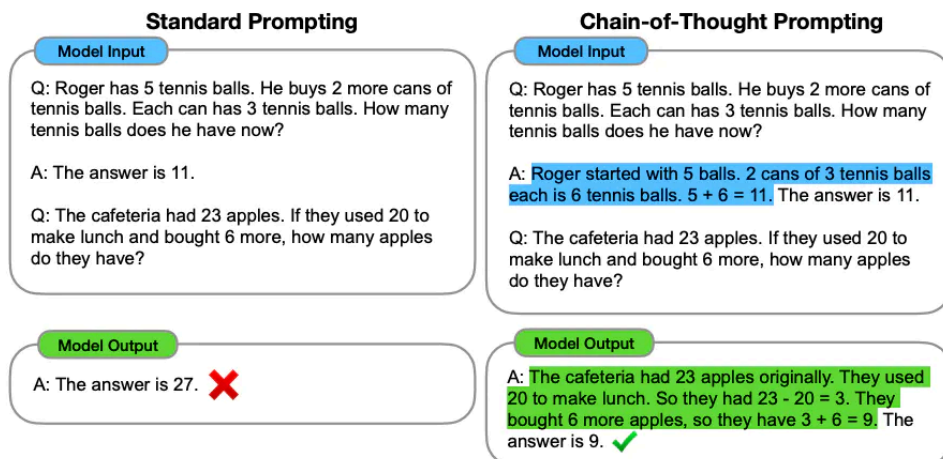 Standard Prompting
Model Input
Q: Roger has 5 tennis balls. He buys 2 more cans of
tennis balls. Each can has 3 tennis balls. How many
tennis balls does he have now?
A: The answer is 11.
Q: The cafeteria had 23 apples. If they used 20 to
make lunch and bought 6 more, how many apples
do they have?
Model Output
A: The answer is 27.
Chain-of-Thought Prompting
Model Input
Q: Roger has 5 tennis balls. He buys 2 more cans of
tennis balls. Each can has 3 tennis balls. How many
tennis balls does he have now?
A: Roger started with 5 balls. 2 cans of 3 tennis balls
each is 6 tennis balls. 5 + 6 = 11. The answer is 11.
Q: The cafeteria had 23 apples. If they used 20 to
make lunch and bought 6 more, how many apples
do they have?
Model Output
A: The cafeteria had 23 apples originally. They used
20 to make lunch. So they had 23 - 20 = 3. They
bought 6 more apples, so they have 3 + 6 = 9. The
answer is 9.